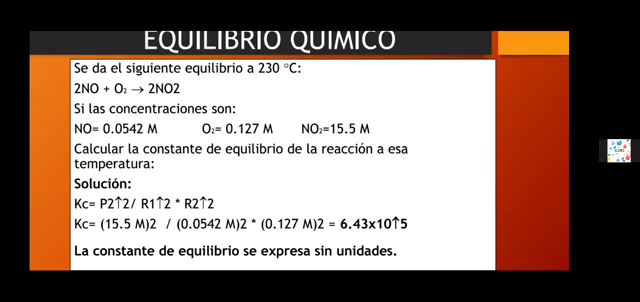 EQUILIBRIO QUIMICO
Se da el siguiente equilibrio a 230 °C:
2NO + O₂ → 2NO2
Si las concentraciones son:
NO= 0.0542 M O₂= 0.127 M NO₂=15.5 M
Calcular la constante de equilibrio de la reacción a esa
temperatura:
Solución:
Kc= P2↑2/ R1↑2 * R2↑2
Kc= (15.5 M)2 / (0.0542 M)2 * (0.127 M)2 = 6.43x10↑5
La constante de equilibrio se expresa sin unidades.